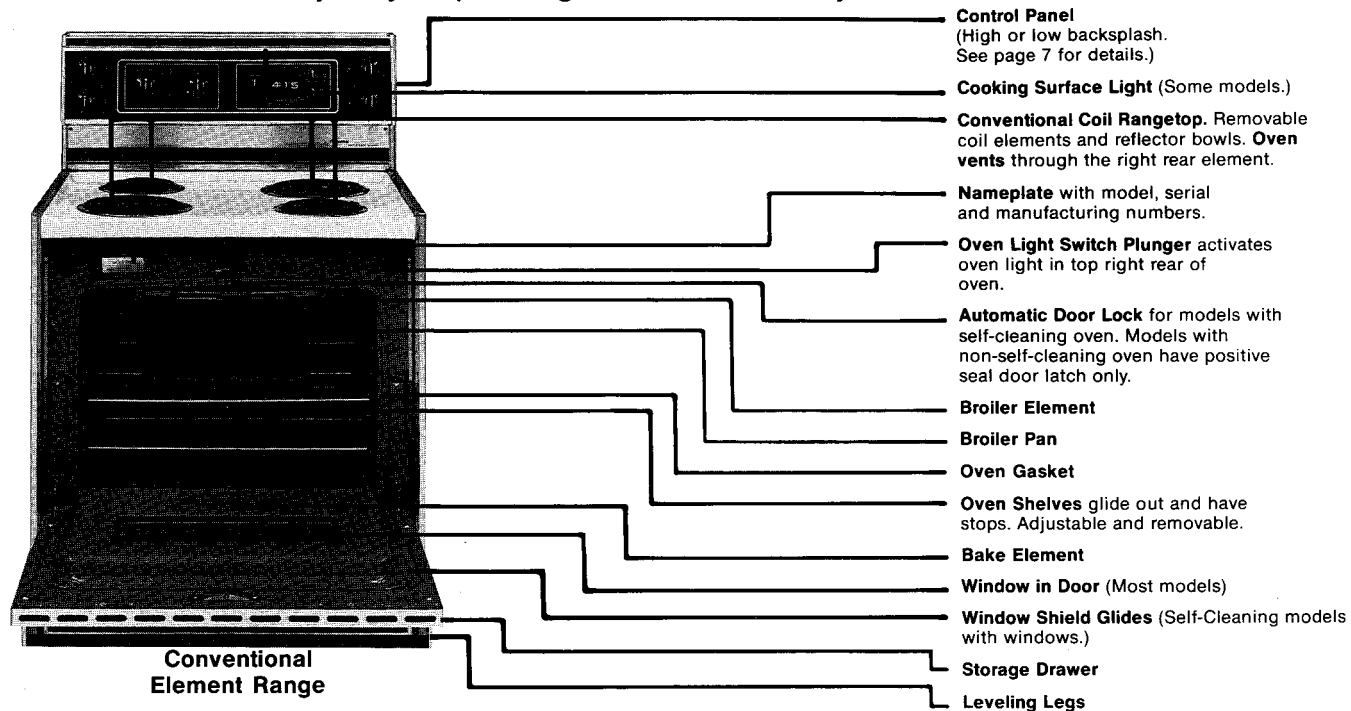 Control Panel
(High or low backsplash.
See page 7 for details.)
Cooking Surface Light (Some models.)
Conventional Coil Rangetop. Removable
coil elements and reflector bowls. Oven
vents through the right rear element.
Nameplate with model, serial
and manufacturing numbers.
Oven Light Switch Plunger activates
oven light in top right rear of
oven.
Automatic Door Lock for models with
self-cleaning oven. Models with
non-self-cleaning oven have positive
seal door latch only.
Broiler Element
Broiler Pan
Oven Gasket
Oven Shelves glide out and have
stops. Adjustable and removable.
Bake Element
Window in Door (Most models)
Window Shield Glides (Self-Cleaning models
with windows.)
Storage Drawer
Leveling Legs
415
Conventional
Element Range